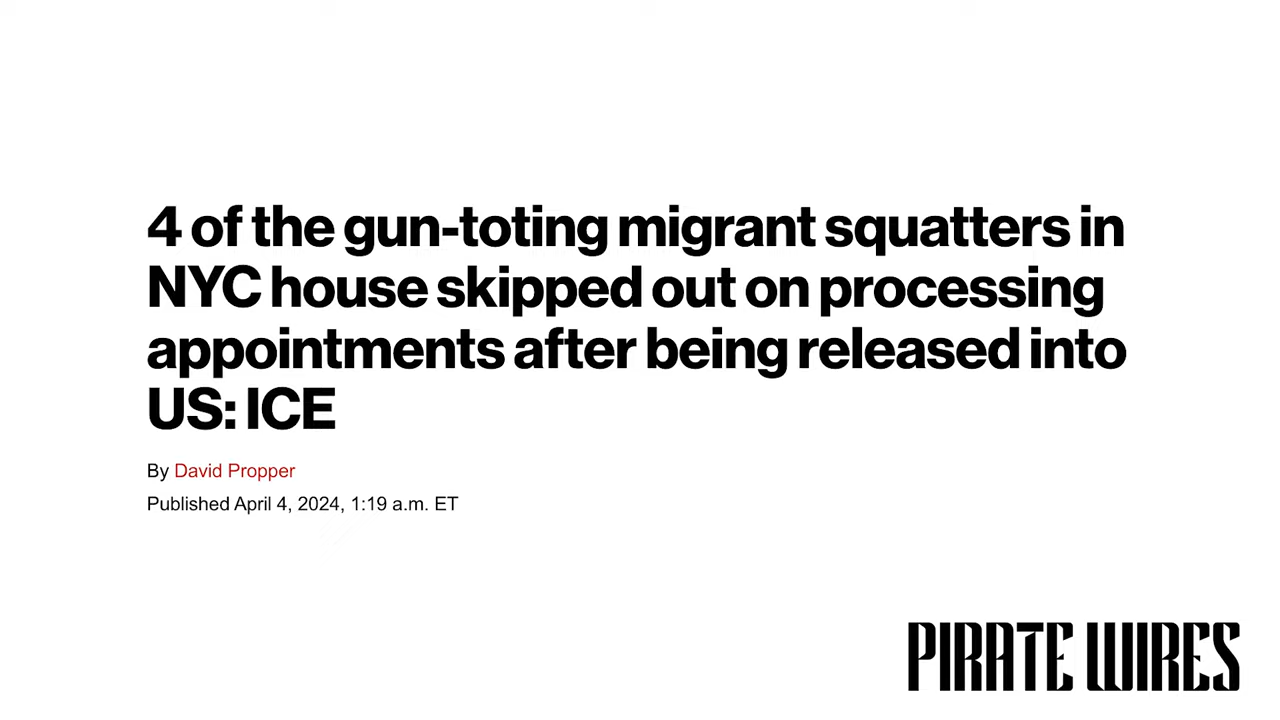 4 of the gun-toting migrant squatters in
NYC house skipped out on processing
appointments after being released into
US: ICE
By David Propper
Published April 4, 2024, 1:19 a.m. ET
PIRATE WIRES